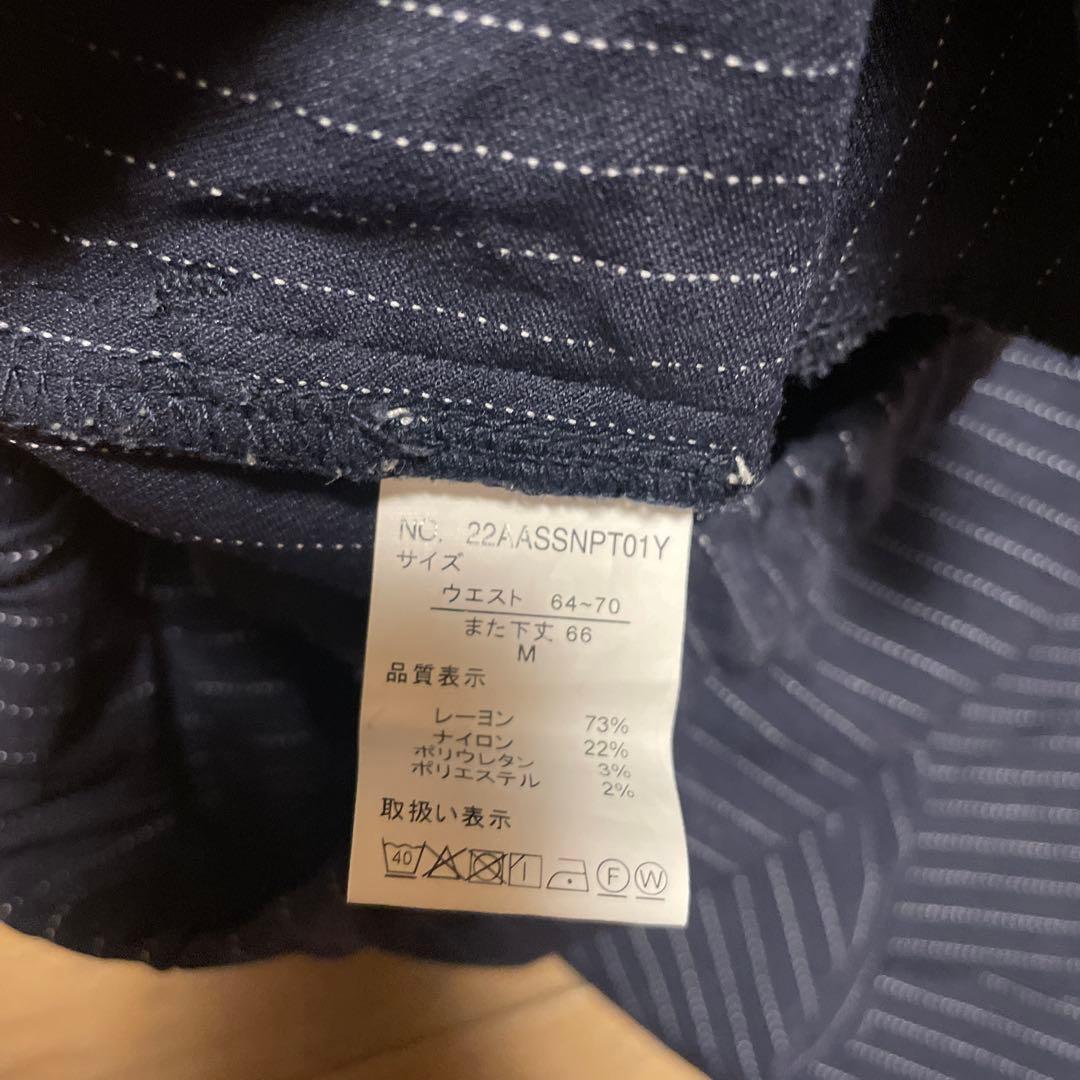 NO. 22AASSNPT01Y
サイズ
ウエスト 64~70
また下丈 66
M
品質表示
レーヨン 73%
ナイロン 22%
ポリウレタン 3%
ポリエステル 2%
取扱い表示
40 F W